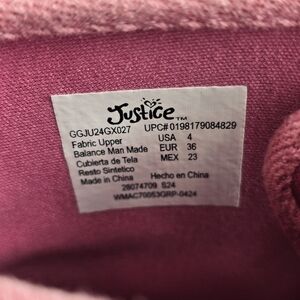 Justice™
GGJU24GX027 UPC# 0198179084829
Fabric Upper USA 4
Balance Man Made EUR 36
Cubierta de Tela MEX 23
Resto Sintetico
Made in China Hecho en China
28074709 S24
WMAC70053GRP-0424